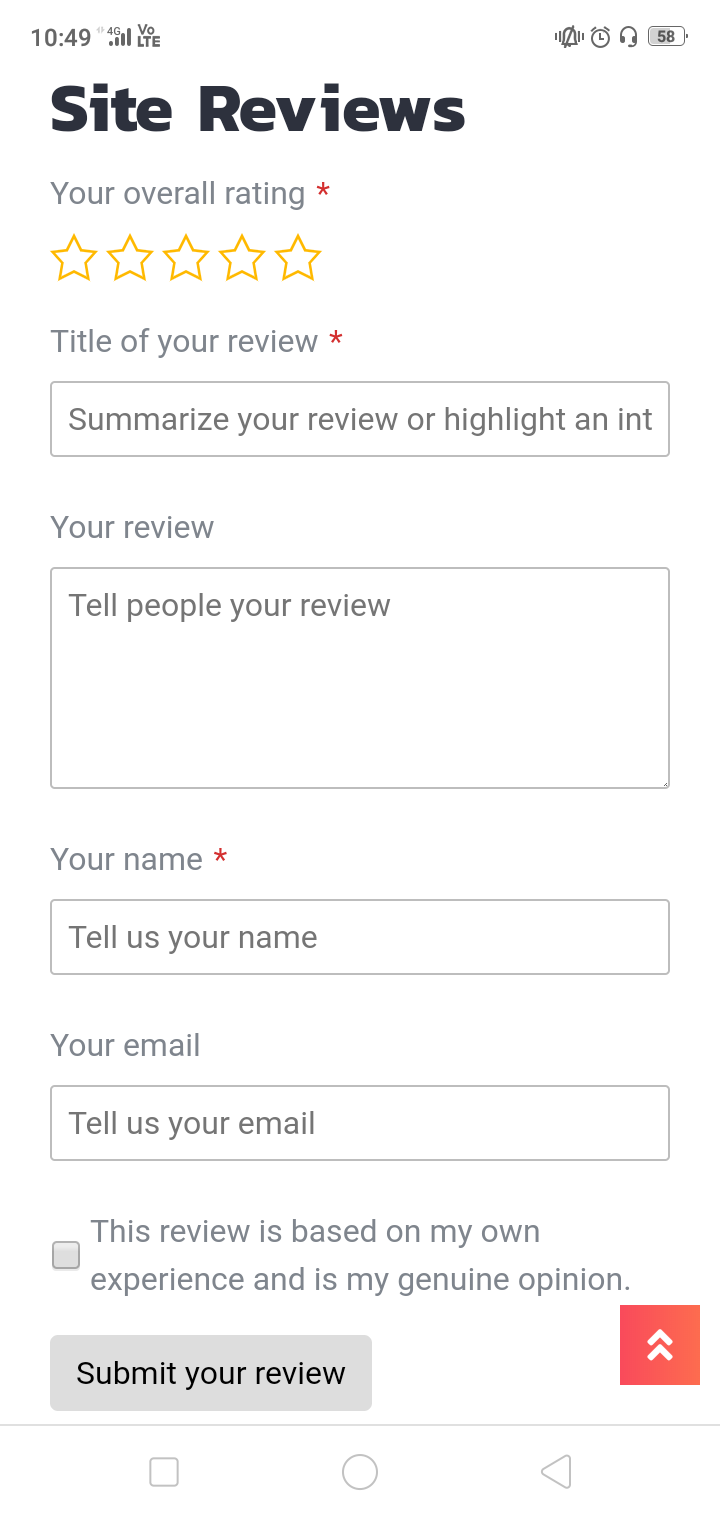 10:49 4G Vo LTE 58
Site Reviews
Your overall rating *
Title of your review *
Summarize your review or highlight an int
Your review
Tell people your review
Your name *
Tell us your name
Your email
Tell us your email
This review is based on my own
experience and is my genuine opinion.
Submit your review